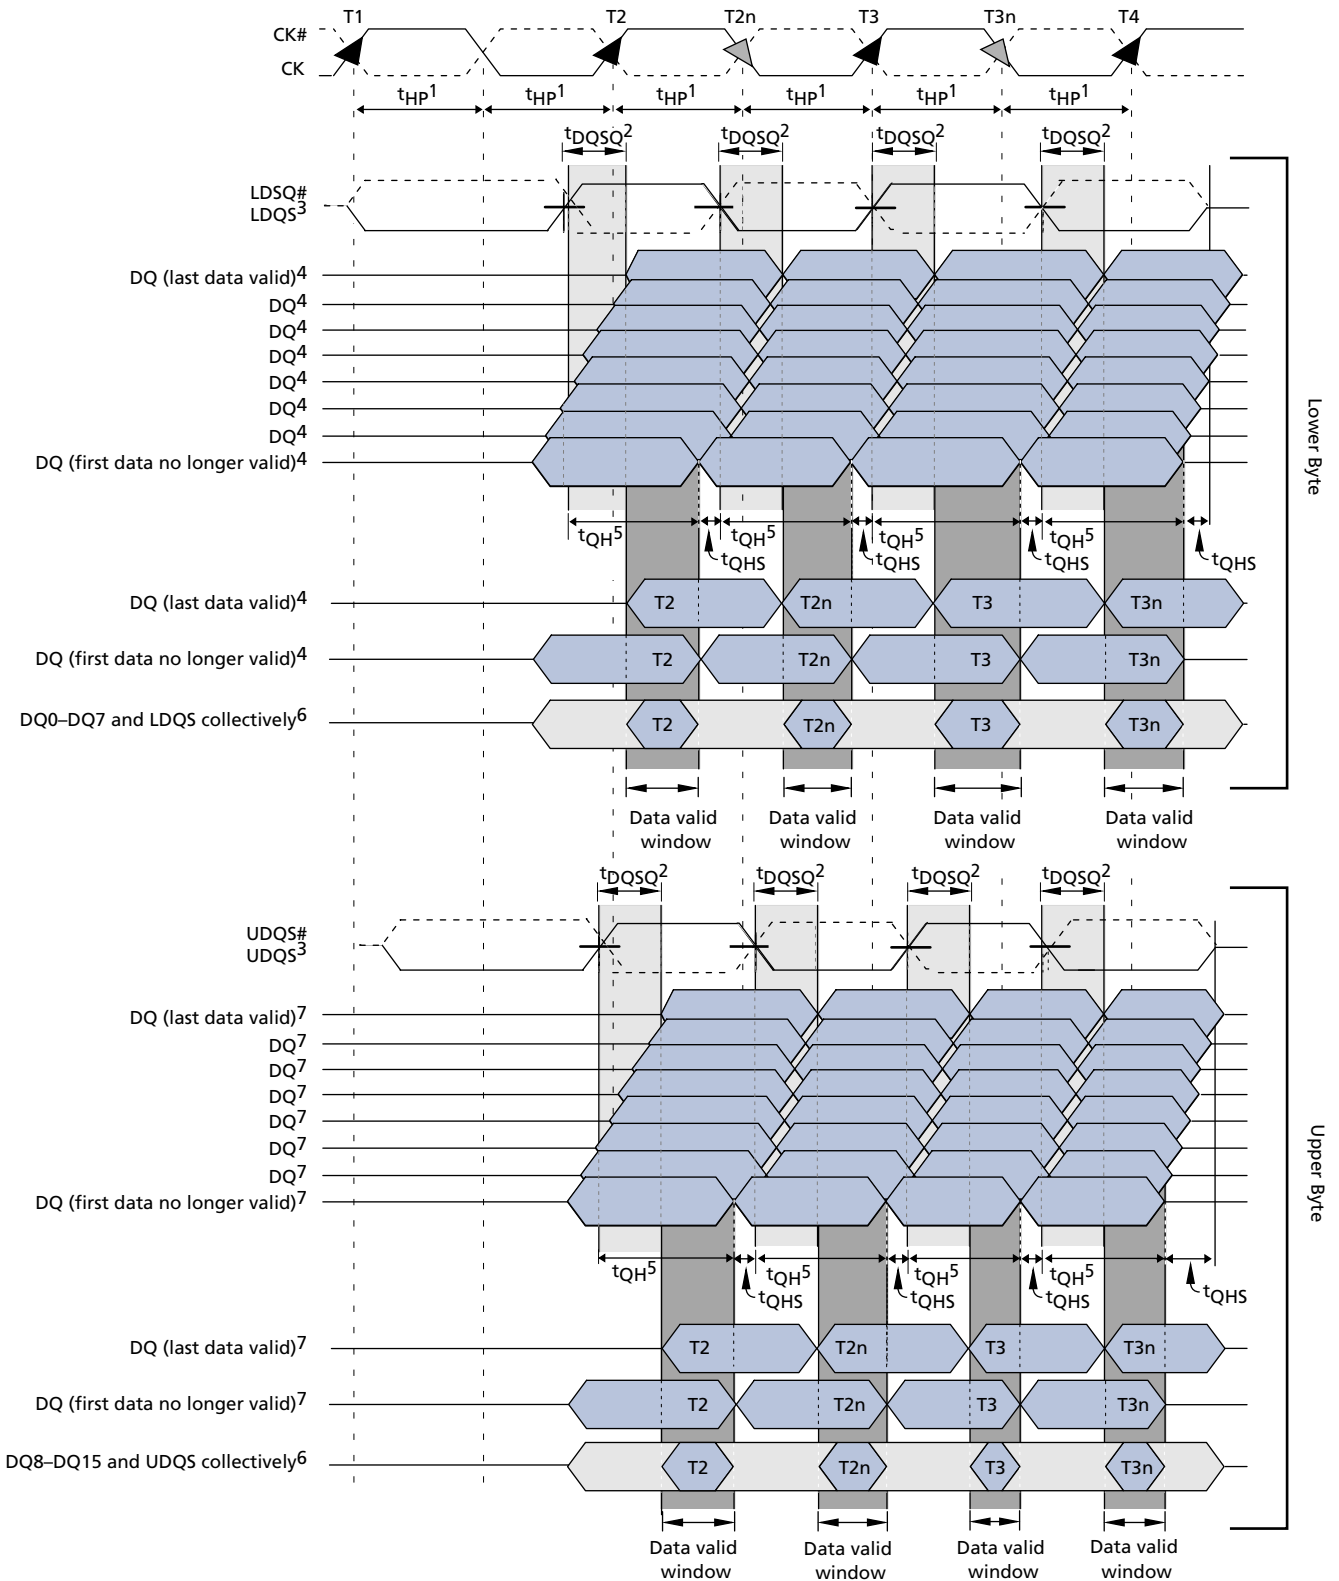 T1 T2 T2n T3 T3n T4
CK#
CK
tHP1 tHP1 tHP1 tHP1 tHP1 tHP1
tDQSQ2 tDQSQ2 tDQSQ2 tDQSQ2
LDSQ#
LDQS3
DQ (last data valid)4
DQ4
DQ4
DQ4
DQ4
DQ4
DQ4
DQ (first data no longer valid)4
Lower Byte
tQH5 tQH5 tQH5 tQH5
tQHS tQHS tQHS tQHS
DQ (last data valid)4 T2 T2n T3 T3n
DQ (first data no longer valid)4 T2 T2n T3 T3n
DQ0–DQ7 and LDQS collectively6 T2 T2n T3 T3n
Data valid Data valid Data valid Data valid
window window window window
tDQSQ2 tDQSQ2 tDQSQ2 tDQSQ2
UDQS#
UDQS3
DQ (last data valid)7
DQ7
DQ7
DQ7
DQ7
DQ7
DQ7
DQ (first data no longer valid)7
Upper Byte
tQH5 tQH5 tQH5 tQH5
tQHS tQHS tQHS tQHS
DQ (last data valid)7 T2 T2n T3 T3n
DQ (first data no longer valid)7 T2 T2n T3 T3n
DQ8–DQ15 and UDQS collectively6 T2 T2n T3 T3n
Data valid Data valid Data valid Data valid
window window window window